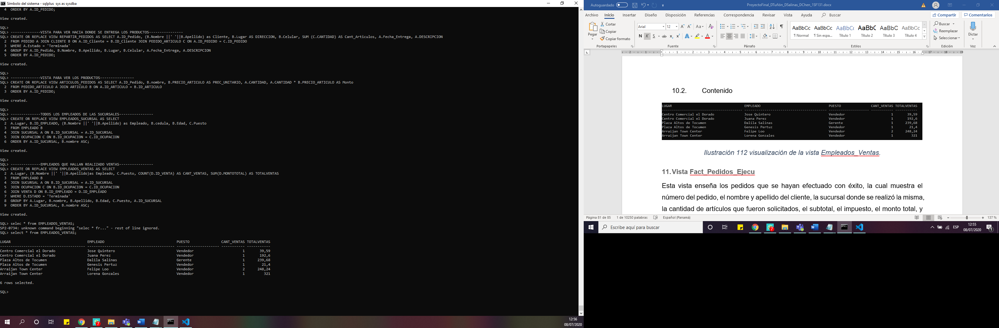 Símbolo del sistema - sqlplus  sys as sysdba
  4  ORDER BY A.ID_PEDIDO;
View created.
SQL>
SQL> --------------VISTA PARA VER HACIA DONDE SE ENTREGA LOS PRODUCTOS----------------
SQL> CREATE OR REPLACE VIEW REPARTIR_PEDIDOS AS SELECT A.ID_Pedido, (B.Nombre ||' '||B.Apellido) as Cliente, B.Lugar AS DIRECCION, B.Celular, SUM (C.CANTIDAD) AS Cant_Articulos, A.Fecha_Entrega, A.DESCRIPCION
  2  FROM PEDIDO A JOIN CLIENTE B ON A.ID_Cliente = B.ID_Cliente JOIN PEDIDO_ARTICULO C ON A.ID_PEDIDO = C.ID_PEDIDO
  3  WHERE A.Estado = 'Terminada'
  4  GROUP BY A.ID_Pedido, B.Nombre, B.Apellido, B.Lugar, B.Celular, A.Fecha_Entrega, A.DESCRIPCION
  5  ORDER BY A.ID_PEDIDO;
View created.
SQL>
SQL> --------------VISTA PARA VER LOS PRODUCTOS----------------
SQL> CREATE OR REPLACE VIEW ARTICULOS_PEDIDOS AS SELECT A.ID_Pedido, B.nombre, B.PRECIO_ARTICULO AS PREC_UNITARIO, A.CANTIDAD, A.CANTIDAD * B.PRECIO_ARTICULO AS Monto
  2  FROM PEDIDO_ARTICULO A JOIN ARTICULO B ON A.ID_ARTICULO = B.ID_ARTICULO
  3  ORDER BY A.ID_PEDIDO;
View created.
SQL>
SQL> --------------TODOS LOS EMPLEADOS DE LAS SUCURSALES----------------
SQL> CREATE OR REPLACE VIEW EMPLEADOS_SUCURSAL AS SELECT
  2  A.Lugar, B.ID_EMPLEADO, (B.Nombre ||' '||B.Apellido) as Empleado, B.cedula, B.Edad, C.Puesto
  3  FROM EMPLEADO B
  4  JOIN SUCURSAL A ON B.ID_SUCURSAL = A.ID_SUCURSAL
  5  JOIN OCUPACION C ON B.ID_OCUPACION = C.ID_OCUPACION
  6  ORDER BY A.ID_SUCURSAL, B.nombre ASC;
View created.
SQL>
SQL> --------------EMPLEADOS QUE HALLAN REALIZADO VENTAS----------------
SQL> CREATE OR REPLACE VIEW EMPLEADOS_VENTAS AS SELECT
  2  A.Lugar, (B.Nombre ||' '||B.Apellido)as Empleado, C.Puesto, COUNT(D.ID_VENTA) AS CANT_VENTAS, SUM(D.MONTOTOTAL) AS TOTALVENTAS
  3  FROM EMPLEADO B
  4  JOIN SUCURSAL A ON B.ID_SUCURSAL = A.ID_SUCURSAL
  5  JOIN OCUPACION C ON B.ID_OCUPACION = C.ID_OCUPACION
  6  JOIN VENTA D ON B.ID_EMPLEADO = D.ID_EMPLEADO
  7  WHERE D.ESTADO = 'Terminada'
  8  GROUP BY A.Lugar, B.nombre, B.Apellido, B.Edad, C.Puesto, A.ID_SUCURSAL
  9  ORDER BY A.ID_SUCURSAL, B.nombre ASC;
View created.
SQL> selec * from EMPLEADOS_VENTAS;
SP2-0734: unknown command beginning "selec * fr..." - rest of line ignored.
SQL> select * from EMPLEADOS_VENTAS;
LUGAR EMPLEADO PUESTO CANT_VENTAS TOTALVENTAS
Centro Comercial el Dorado Jose Quintero Vendedor 1 39,59
Centro Comercial el Dorado Juana Perez Vendedor 1 192,6
Plaza Altos de Tocumen Dalila Salinas Gerente 1 239,68
Plaza Altos de Tocumen Genesis Pertuz Vendedor 1 21,4
Arraijan Town Center Felipe Loo Vendedor 2 248,24
Arraijan Town Center Lorena Gonzales Vendedor 1 321
6 rows selected.
SQL>
7
12:56
08/07/2020
Autoguardado ProyectoFinal_DTuñón_DSalinas_DChen_1SF131.docx
Archivo Inicio Insertar Diseño Disposición Referencias Correspondencia Revisar Vista Ayuda Buscar Compartir Comentarios
Pegar
Cortar
Copiar
Copiar formato
Portapapeles
Arial 12
N K S ab x₂ x²
Fuente
Párrafo
AaBbCc AaBbCc AaBbCc AaBbC AaBbC AaBbCc
¶ Normal ¶ Sin espa... Título 1 Título 2 Título 3 Título 4
Estilos
Buscar
Reemplazar
Seleccionar
Edición
Dictar
Voz
2 1 1 2 3 4 5 6 7 8 9 10 11 12 13 14 15 16 17 18 19
10.2. Contenido
LUGAR EMPLEADO PUESTO CANT_VENTAS TOTALVENTAS
Centro Comercial el Dorado Jose Quintero Vendedor 1 39,59
Centro Comercial el Dorado Juana Perez Vendedor 1 192,6
Plaza Altos de Tocumen Dalila Salinas Gerente 1 239,68
Plaza Altos de Tocumen Genesis Pertuz Vendedor 1 21,4
Arraijan Town Center Felipe Loo Vendedor 2 248,24
Arraijan Town Center Lorena Gonzales Vendedor 1 321
Ilustración 112 visualización de la vista Empleados_Ventas.
11. Vista Fact_Pedidos_Ejecu
Esta vista enseña los pedidos que se hayan efectuado con éxito, la cual muestra el
número del pedido, el nombre y apellido del cliente, la sucursal donde se realizó la misma,
la cantidad de artículos que fueron solicitados, el subtotal, el impuesto, el monto total, y
Página 81 de 85 1 de 10250 palabras Español (Panamá) 137 %
Escribe aquí para buscar
7
ESP
12:55
08/07/2020
1